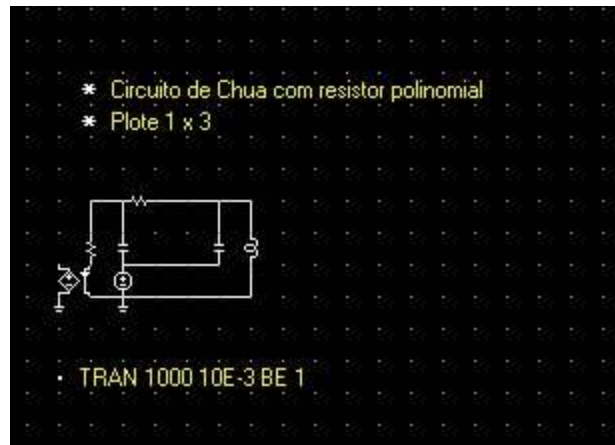 * Circuito de Chua com resistor polinomial
* Plote 1 x 3
. TRAN 1000 10E-3 BE 1